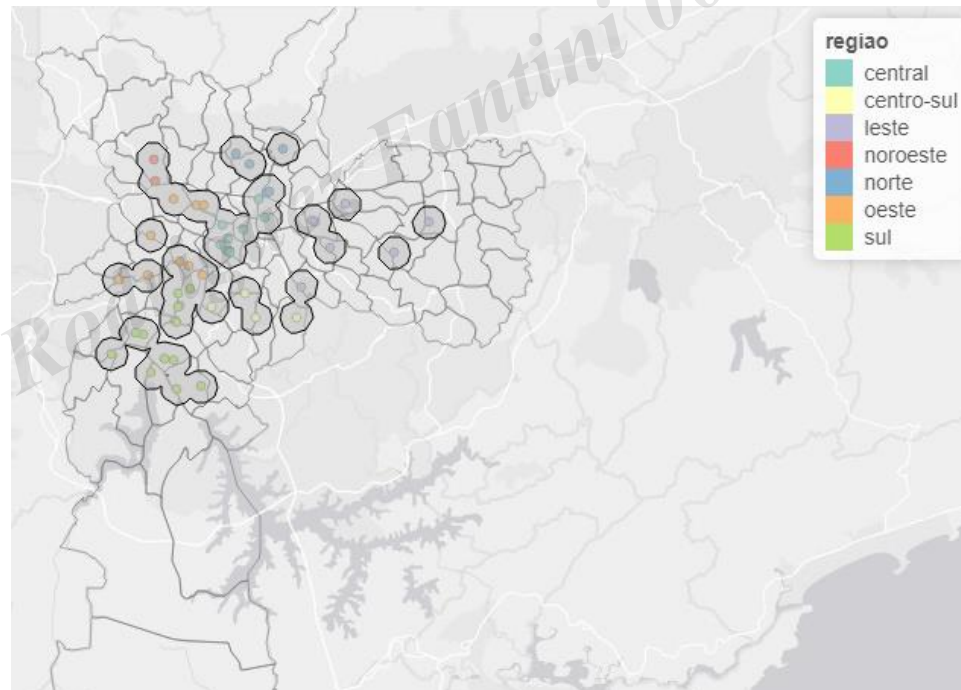 regiao
central
centro-sul
leste
noroeste
norte
oeste
sul
Fantini